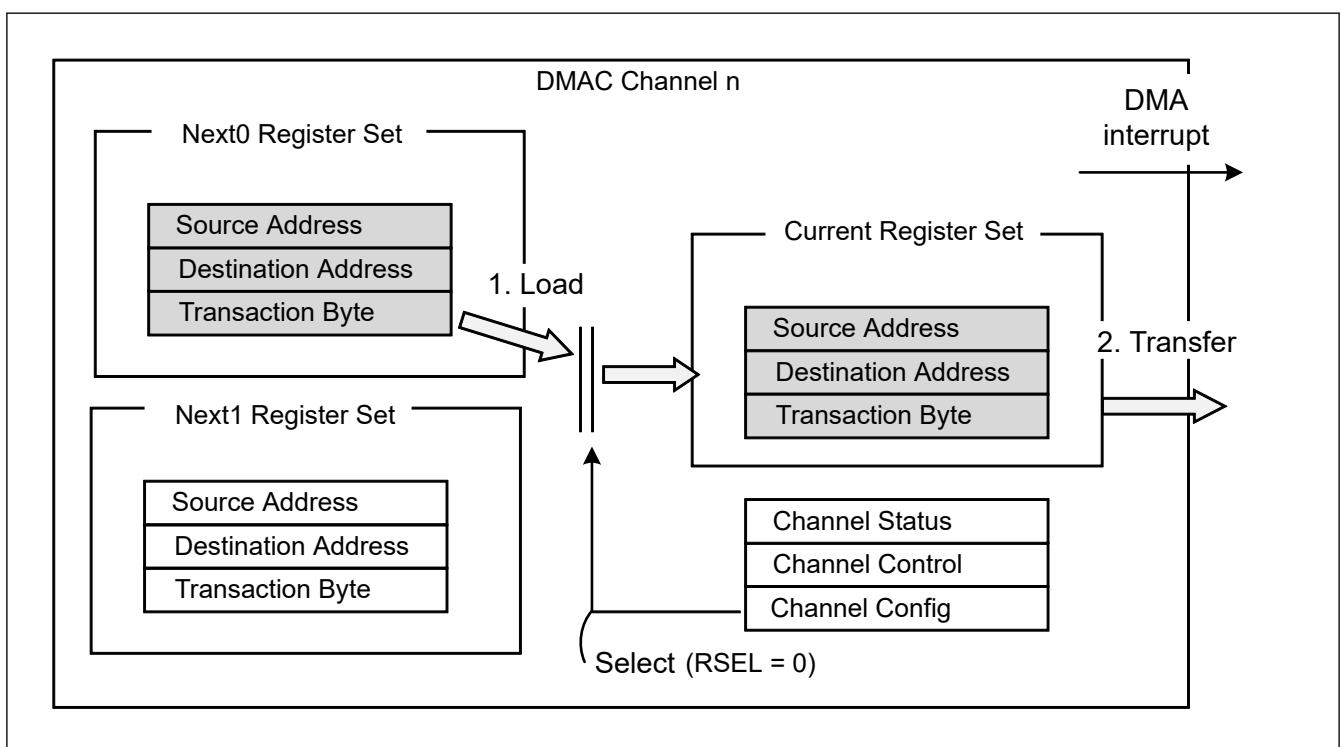 DMAC Channel n
DMA
interrupt
Next0 Register Set
Source Address
Destination Address
Transaction Byte
1. Load
Current Register Set
Source Address
Destination Address
Transaction Byte
2. Transfer
Next1 Register Set
Source Address
Destination Address
Transaction Byte
Channel Status
Channel Control
Channel Config
Select (RSEL = 0)